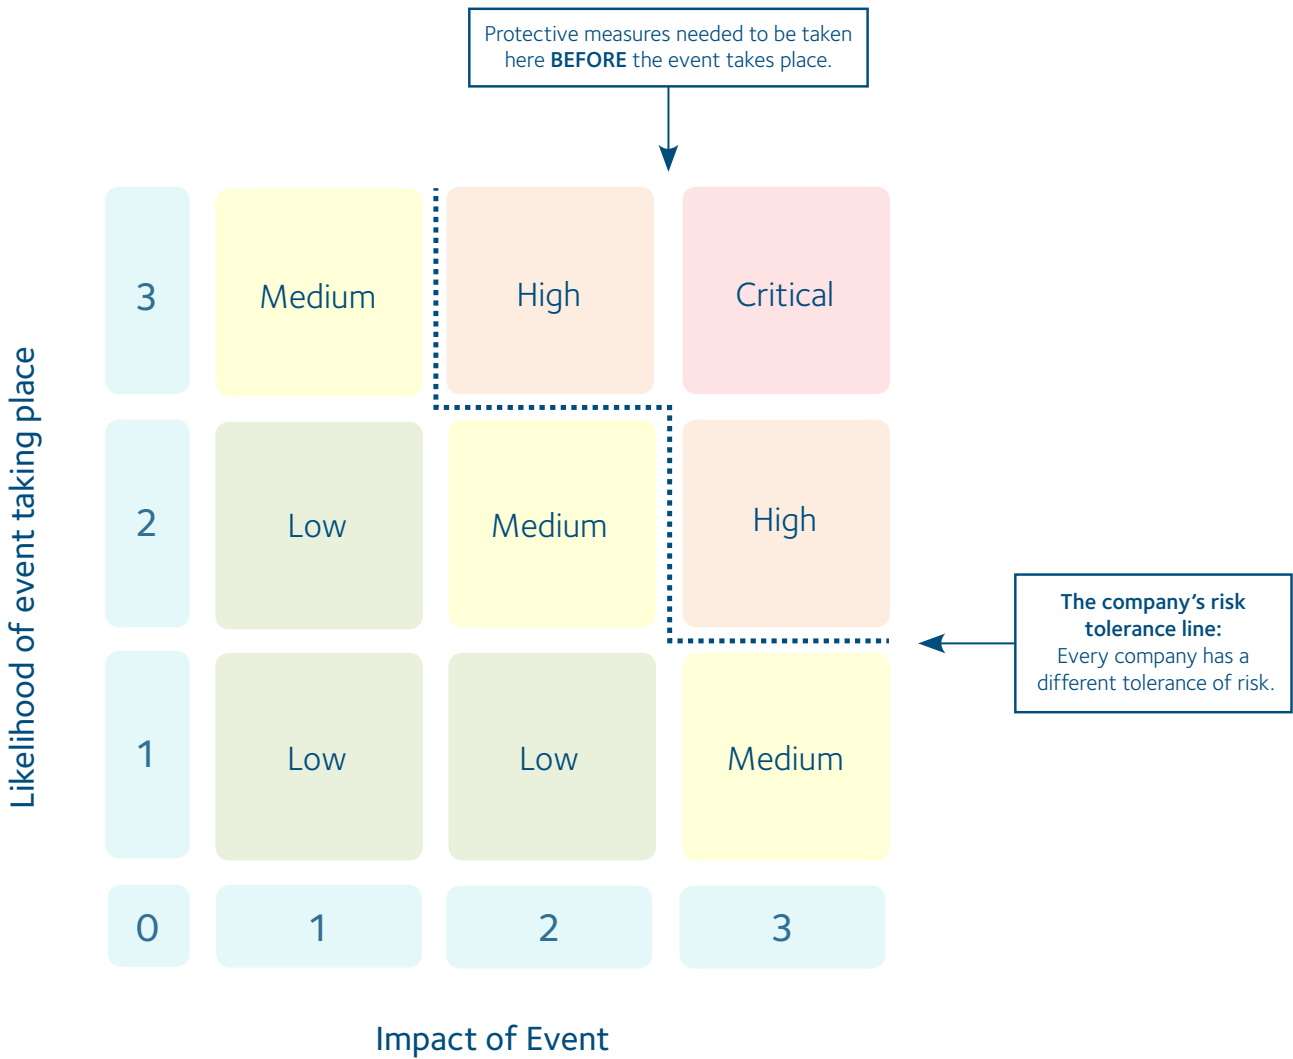 Protective measures needed to be taken
here BEFORE the event takes place.
Likelihood of event taking place
3
Medium
High
Critical
2
Low
Medium
High
The company’s risk
tolerance line:
Every company has a
different tolerance of risk.
1
Low
Low
Medium
0
1
2
3
Impact of Event